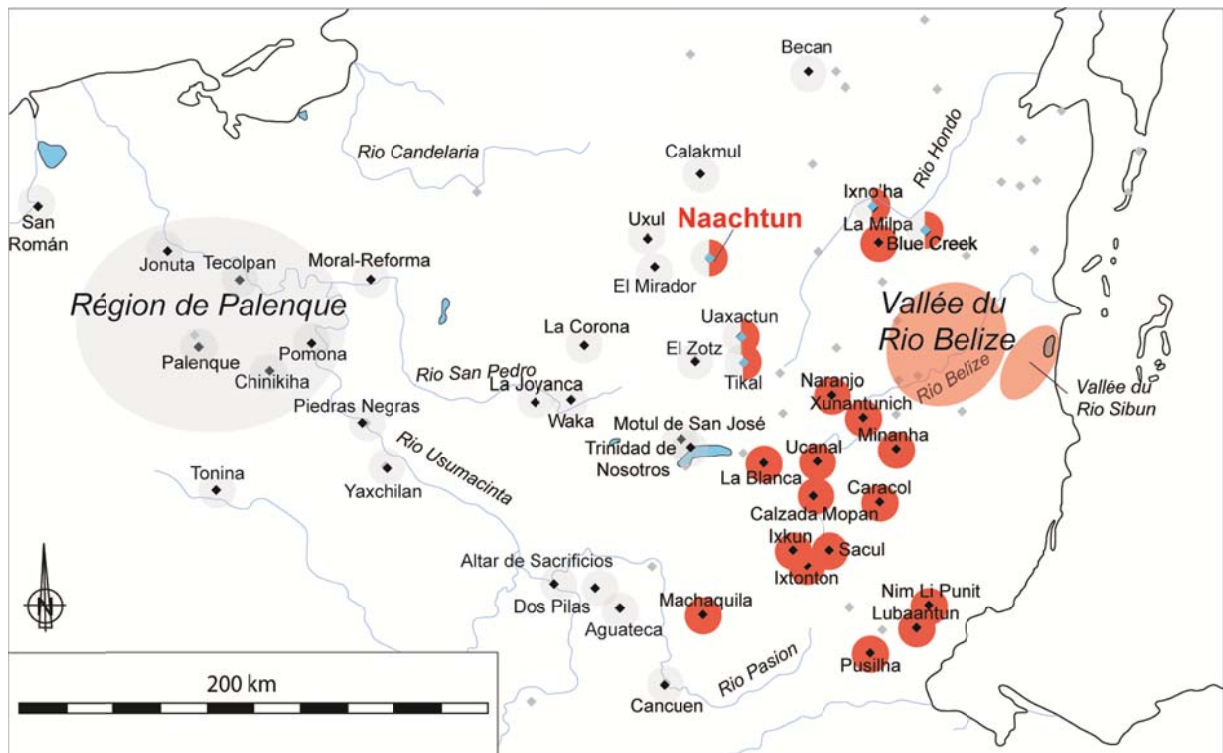 Becan
Rio Candelaria
Rio Hondo
Calakmul
Ixno'ha
San
Román
Uxul
Naachtun
La Milpa
Blue Creek
Jonuta
Tecolpan
Moral-Reforma
El Mirador
Région de Palenque
Vallée du
Rio Belize
Uaxactun
La Corona
Palenque
Pomona
El Zotz
Tikal
Chinikiha
Rio San Pedro
La Joyanca
Waka
Naranjo
Rio Belize
Vallée du
Rio Sibun
Xunantunich
Piedras Negras
Motul de San José
Trinidad de
Nosotros
Ucanal
Minanha
Rio Usumacinta
Tonina
Yaxchilan
La Blanca
Caracol
Calzada Mopan
Ixkun
Sacul
Ixtonton
Altar de Sacrificios
Dos Pilas
Aguateca
Machaquila
Nim Li Punit
Lubaantun
N
Pusilha
Rio Pasion
Cancuen
200 km